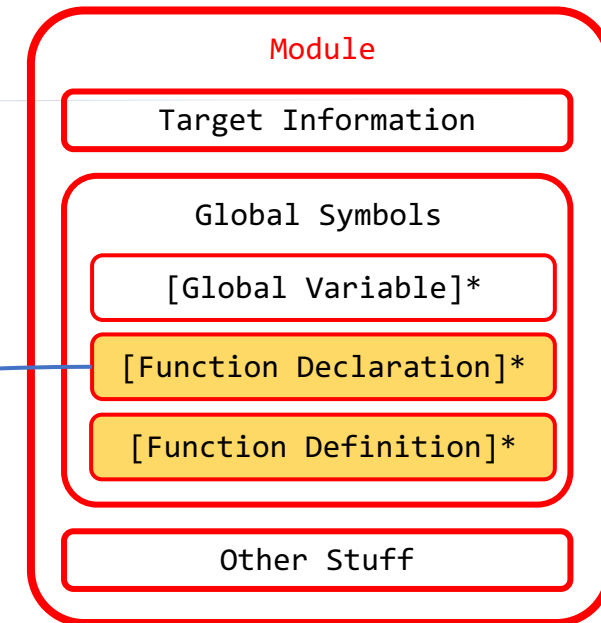 Module
Target Information
Global Symbols
[Global Variable]*
[Function Declaration]*
[Function Definition]*
Other Stuff